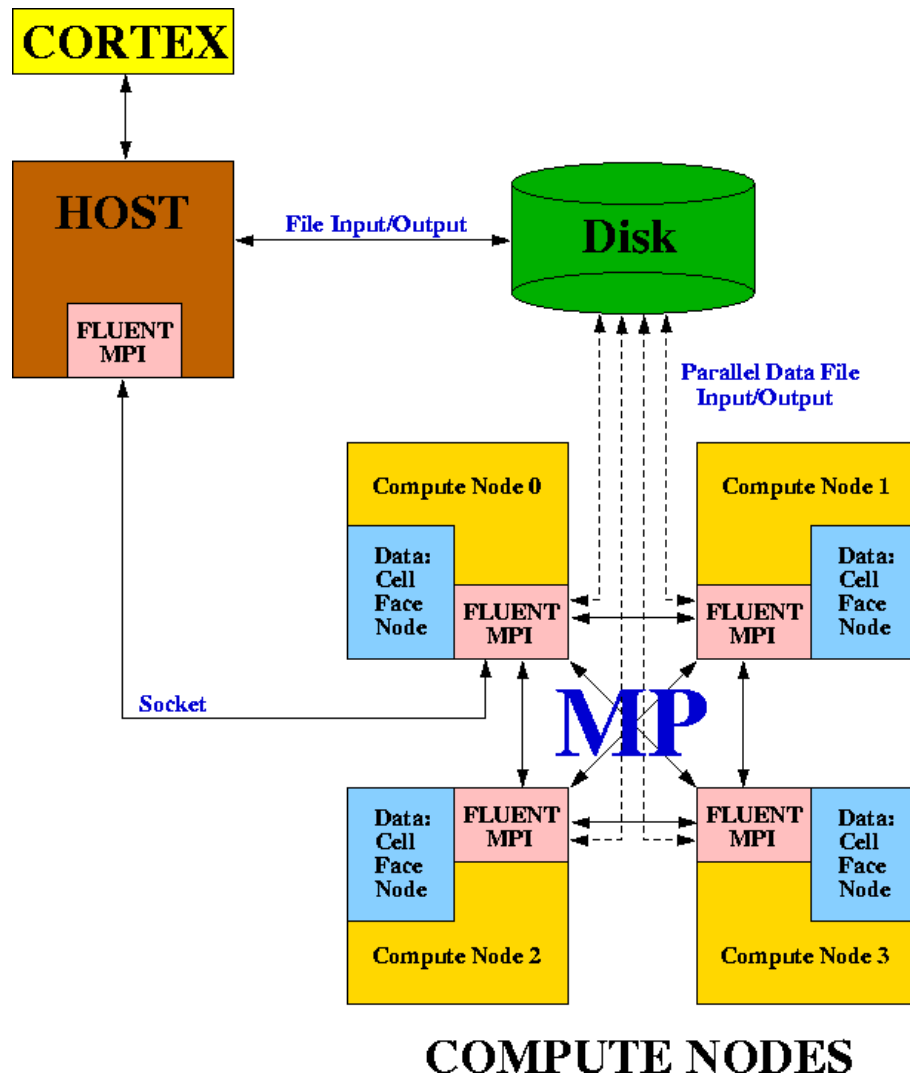 CORTEX
HOST
File Input/Output
Disk
FLUENT
MPI
Parallel Data File
Input/Output
Compute Node 0
Data:
Cell
Face
Node
FLUENT
MPI
Compute Node 1
FLUENT
MPI
Data:
Cell
Face
Node
Socket
MP
Data:
Cell
Face
Node
FLUENT
MPI
Compute Node 2
FLUENT
MPI
Data:
Cell
Face
Node
Compute Node 3
COMPUTE NODES